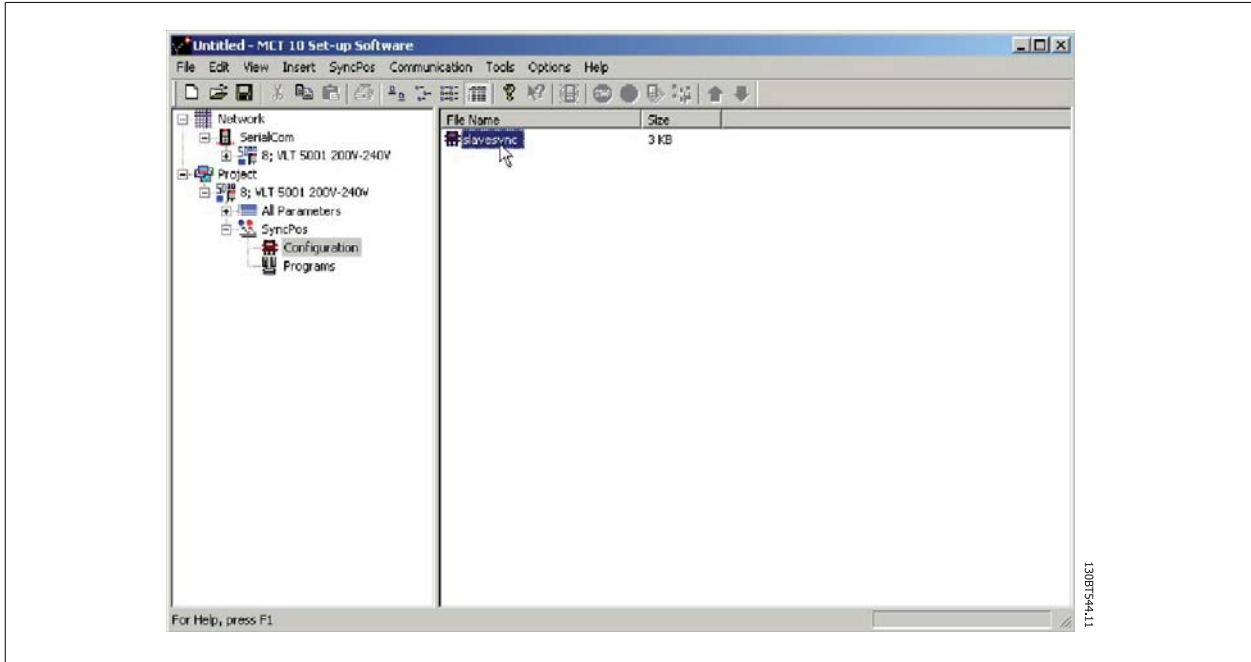 Untitled - MCT 10 Set-up Software
File Edit View Insert SyncPos Communication Tools Options Help
Network
SerialCom
8; VLT 5001 200V-240V
Project
8; VLT 5001 200V-240V
All Parameters
SyncPos
Configuration
Programs
File Name Size
slavesync 3 KB
For Help, press F1
130BT544.11